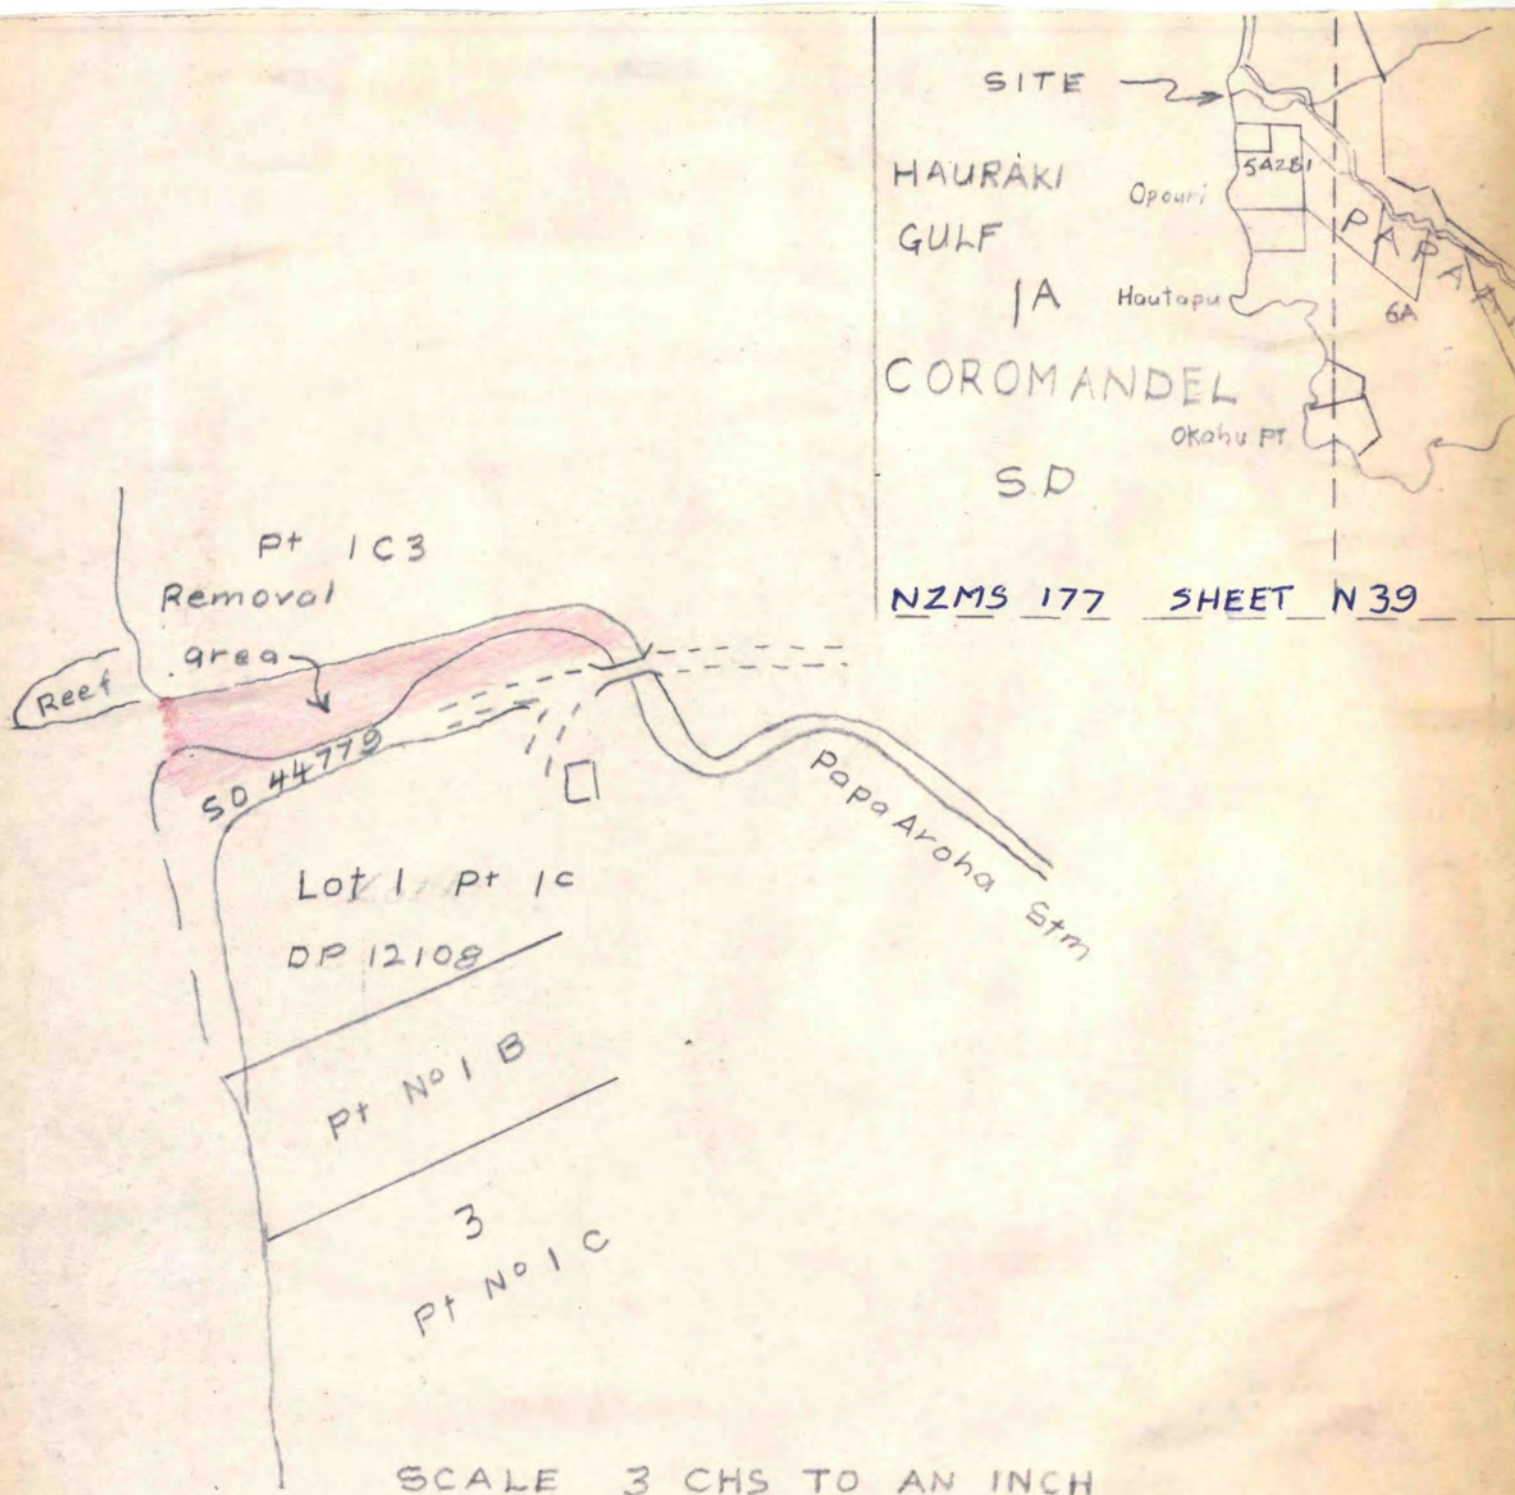 SITE
HAURAKI
GULF
Opouri
5A2B1
1A
Hautapu
PAPAA
6A
COROMANDEL
Okahu PT
S.D
NZMS 177 SHEET N39
Pt 1C3
Removal
area
Reef
SO 44779
Papa Aroha Stm
Lot 1 Pt 1C
DP 12108
Pt No 1 B
3
Pt No 1 C
SCALE 3 CHS TO AN INCH